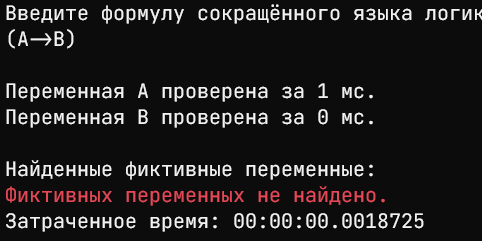 Введите формулу сокращённого языка логик
(A→B)
Переменная A проверена за 1 мс.
Переменная B проверена за 0 мс.
Найденные фиктивные переменные:
Фиктивных переменных не найдено.
Затраченное время: 00:00:00.0018725